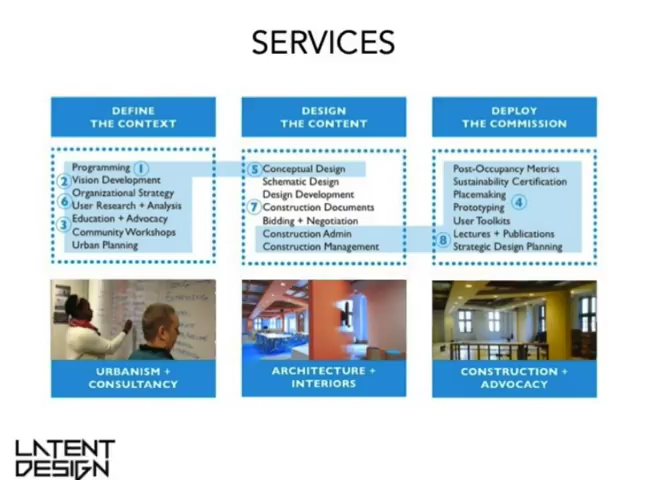 SERVICES
DEFINE
THE CONTEXT
Programming 1
2 Vision Development
Organizational Strategy
6 User Research + Analysis
3 Education + Advocacy
Community Workshops
Urban Planning
URBANISM +
CONSULTANCY
DESIGN
THE CONTENT
5 Conceptual Design
Schematic Design
Design Development
7 Construction Documents
Bidding + Negotiation
Construction Admin
Construction Management
ARCHITECTURE +
INTERIORS
DEPLOY
THE COMMISSION
Post-Occupancy Metrics
Sustainability Certification
Placemaking
Prototyping 4
User Toolkits
8 Lectures + Publications
Strategic Design Planning
CONSTRUCTION +
ADVOCACY
LATENT
DESIGN